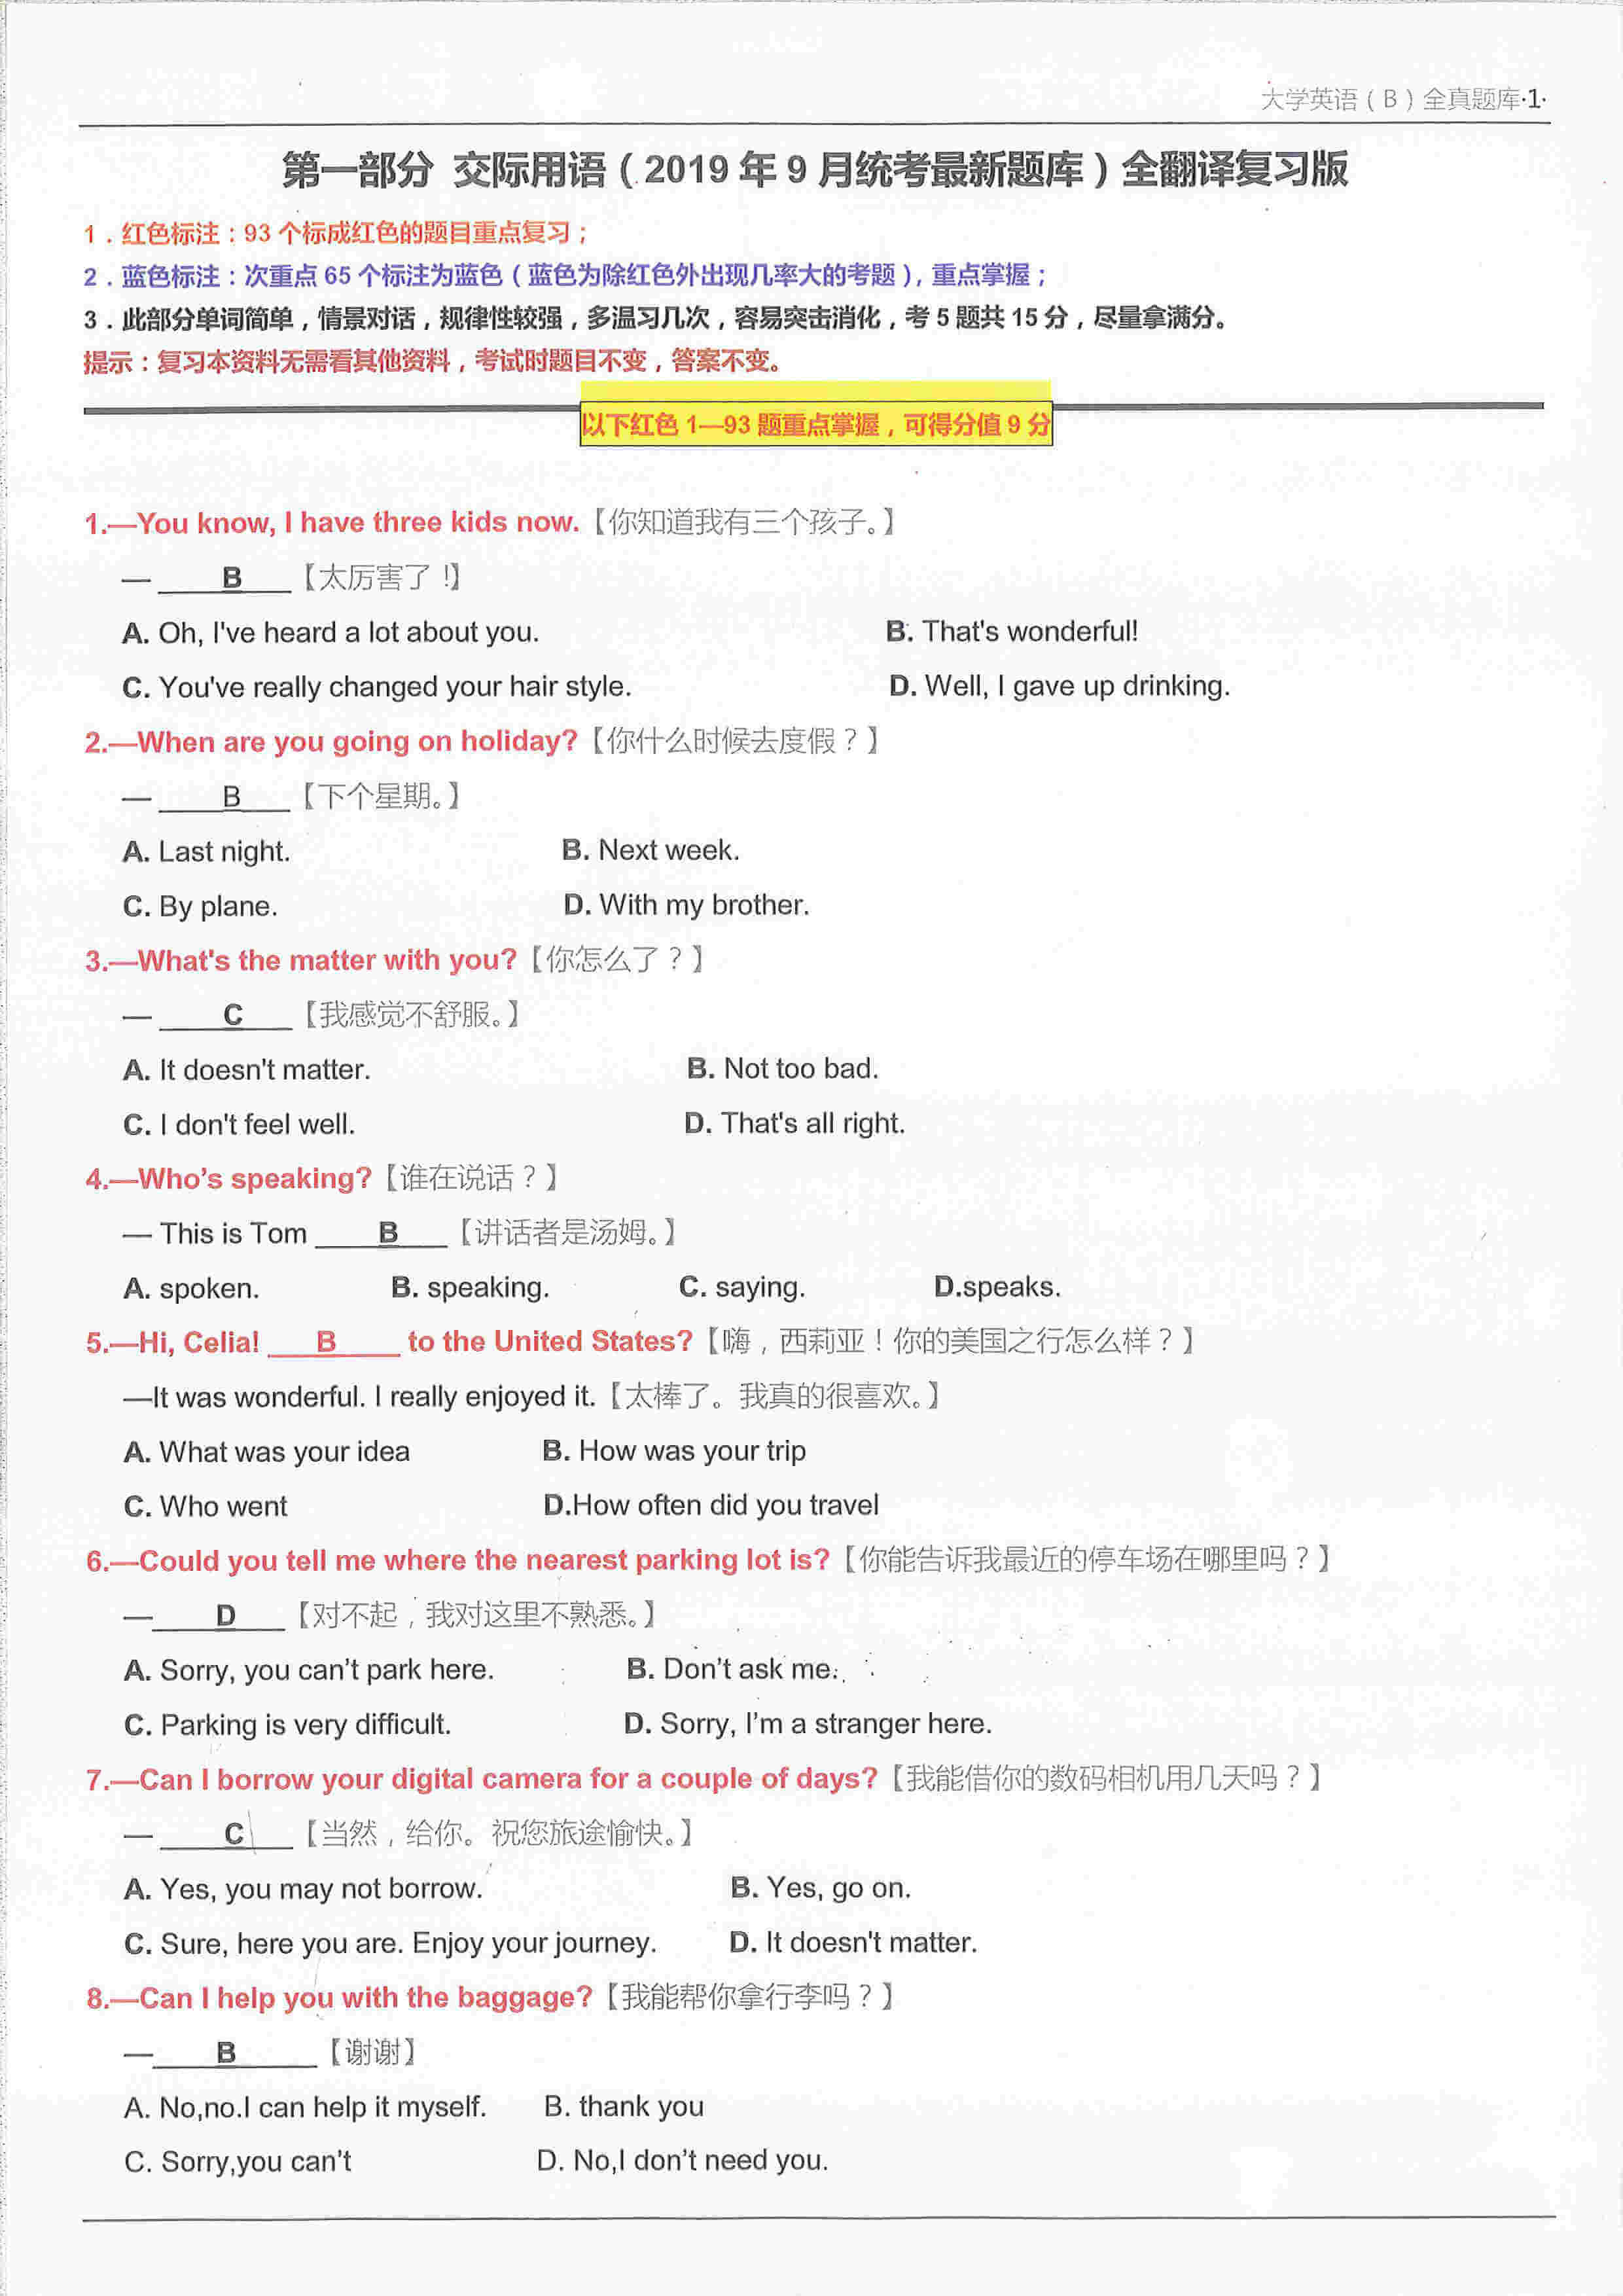 大学英语（B）全真题库·1·
第一部分 交际用语（2019 年 9 月统考最新题库）全翻译复习版
1．红色标注：93 个标成红色的题目重点复习；
2．蓝色标注：次重点 65 个标注为蓝色（蓝色为除红色外出现几率大的考题），重点掌握；
3．此部分单词简单，情景对话，规律性较强，多温习几次，容易突击消化，考 5 题共 15 分，尽量拿满分。
提示：复习本资料无需看其他资料，考试时题目不变，答案不变。
以下红色 1—93 题重点掌握，可得分值 9 分
1.—You know, I have three kids now.【你知道我有三个孩子。】
— B 【太厉害了！】
A. Oh, I've heard a lot about you. B. That's wonderful!
C. You've really changed your hair style. D. Well, I gave up drinking.
2.—When are you going on holiday?【你什么时候去度假？】
— B 【下个星期。】
A. Last night. B. Next week.
C. By plane. D. With my brother.
3.—What's the matter with you?【你怎么了？】
— C 【我感觉不舒服。】
A. It doesn't matter. B. Not too bad.
C. I don't feel well. D. That's all right.
4.—Who’s speaking?【谁在说话？】
— This is Tom B 【讲话者是汤姆。】
A. spoken. B. speaking. C. saying. D.speaks.
5.—Hi, Celia! B to the United States?【嗨，西莉亚！你的美国之行怎么样？】
—It was wonderful. I really enjoyed it.【太棒了。我真的很喜欢。】
A. What was your idea B. How was your trip
C. Who went D.How often did you travel
6.—Could you tell me where the nearest parking lot is?【你能告诉我最近的停车场在哪里吗？】
— D 【对不起，我对这里不熟悉。】
A. Sorry, you can’t park here. B. Don’t ask me.
C. Parking is very difficult. D. Sorry, I’m a stranger here.
7.—Can I borrow your digital camera for a couple of days?【我能借你的数码相机用几天吗？】
— C 【当然，给你。祝您旅途愉快。】
A. Yes, you may not borrow. B. Yes, go on.
C. Sure, here you are. Enjoy your journey. D. It doesn't matter.
8.—Can I help you with the baggage?【我能帮你拿行李吗？】
— B 【谢谢】
A. No,no.I can help it myself. B. thank you
C. Sorry,you can’t D. No,I don’t need you.